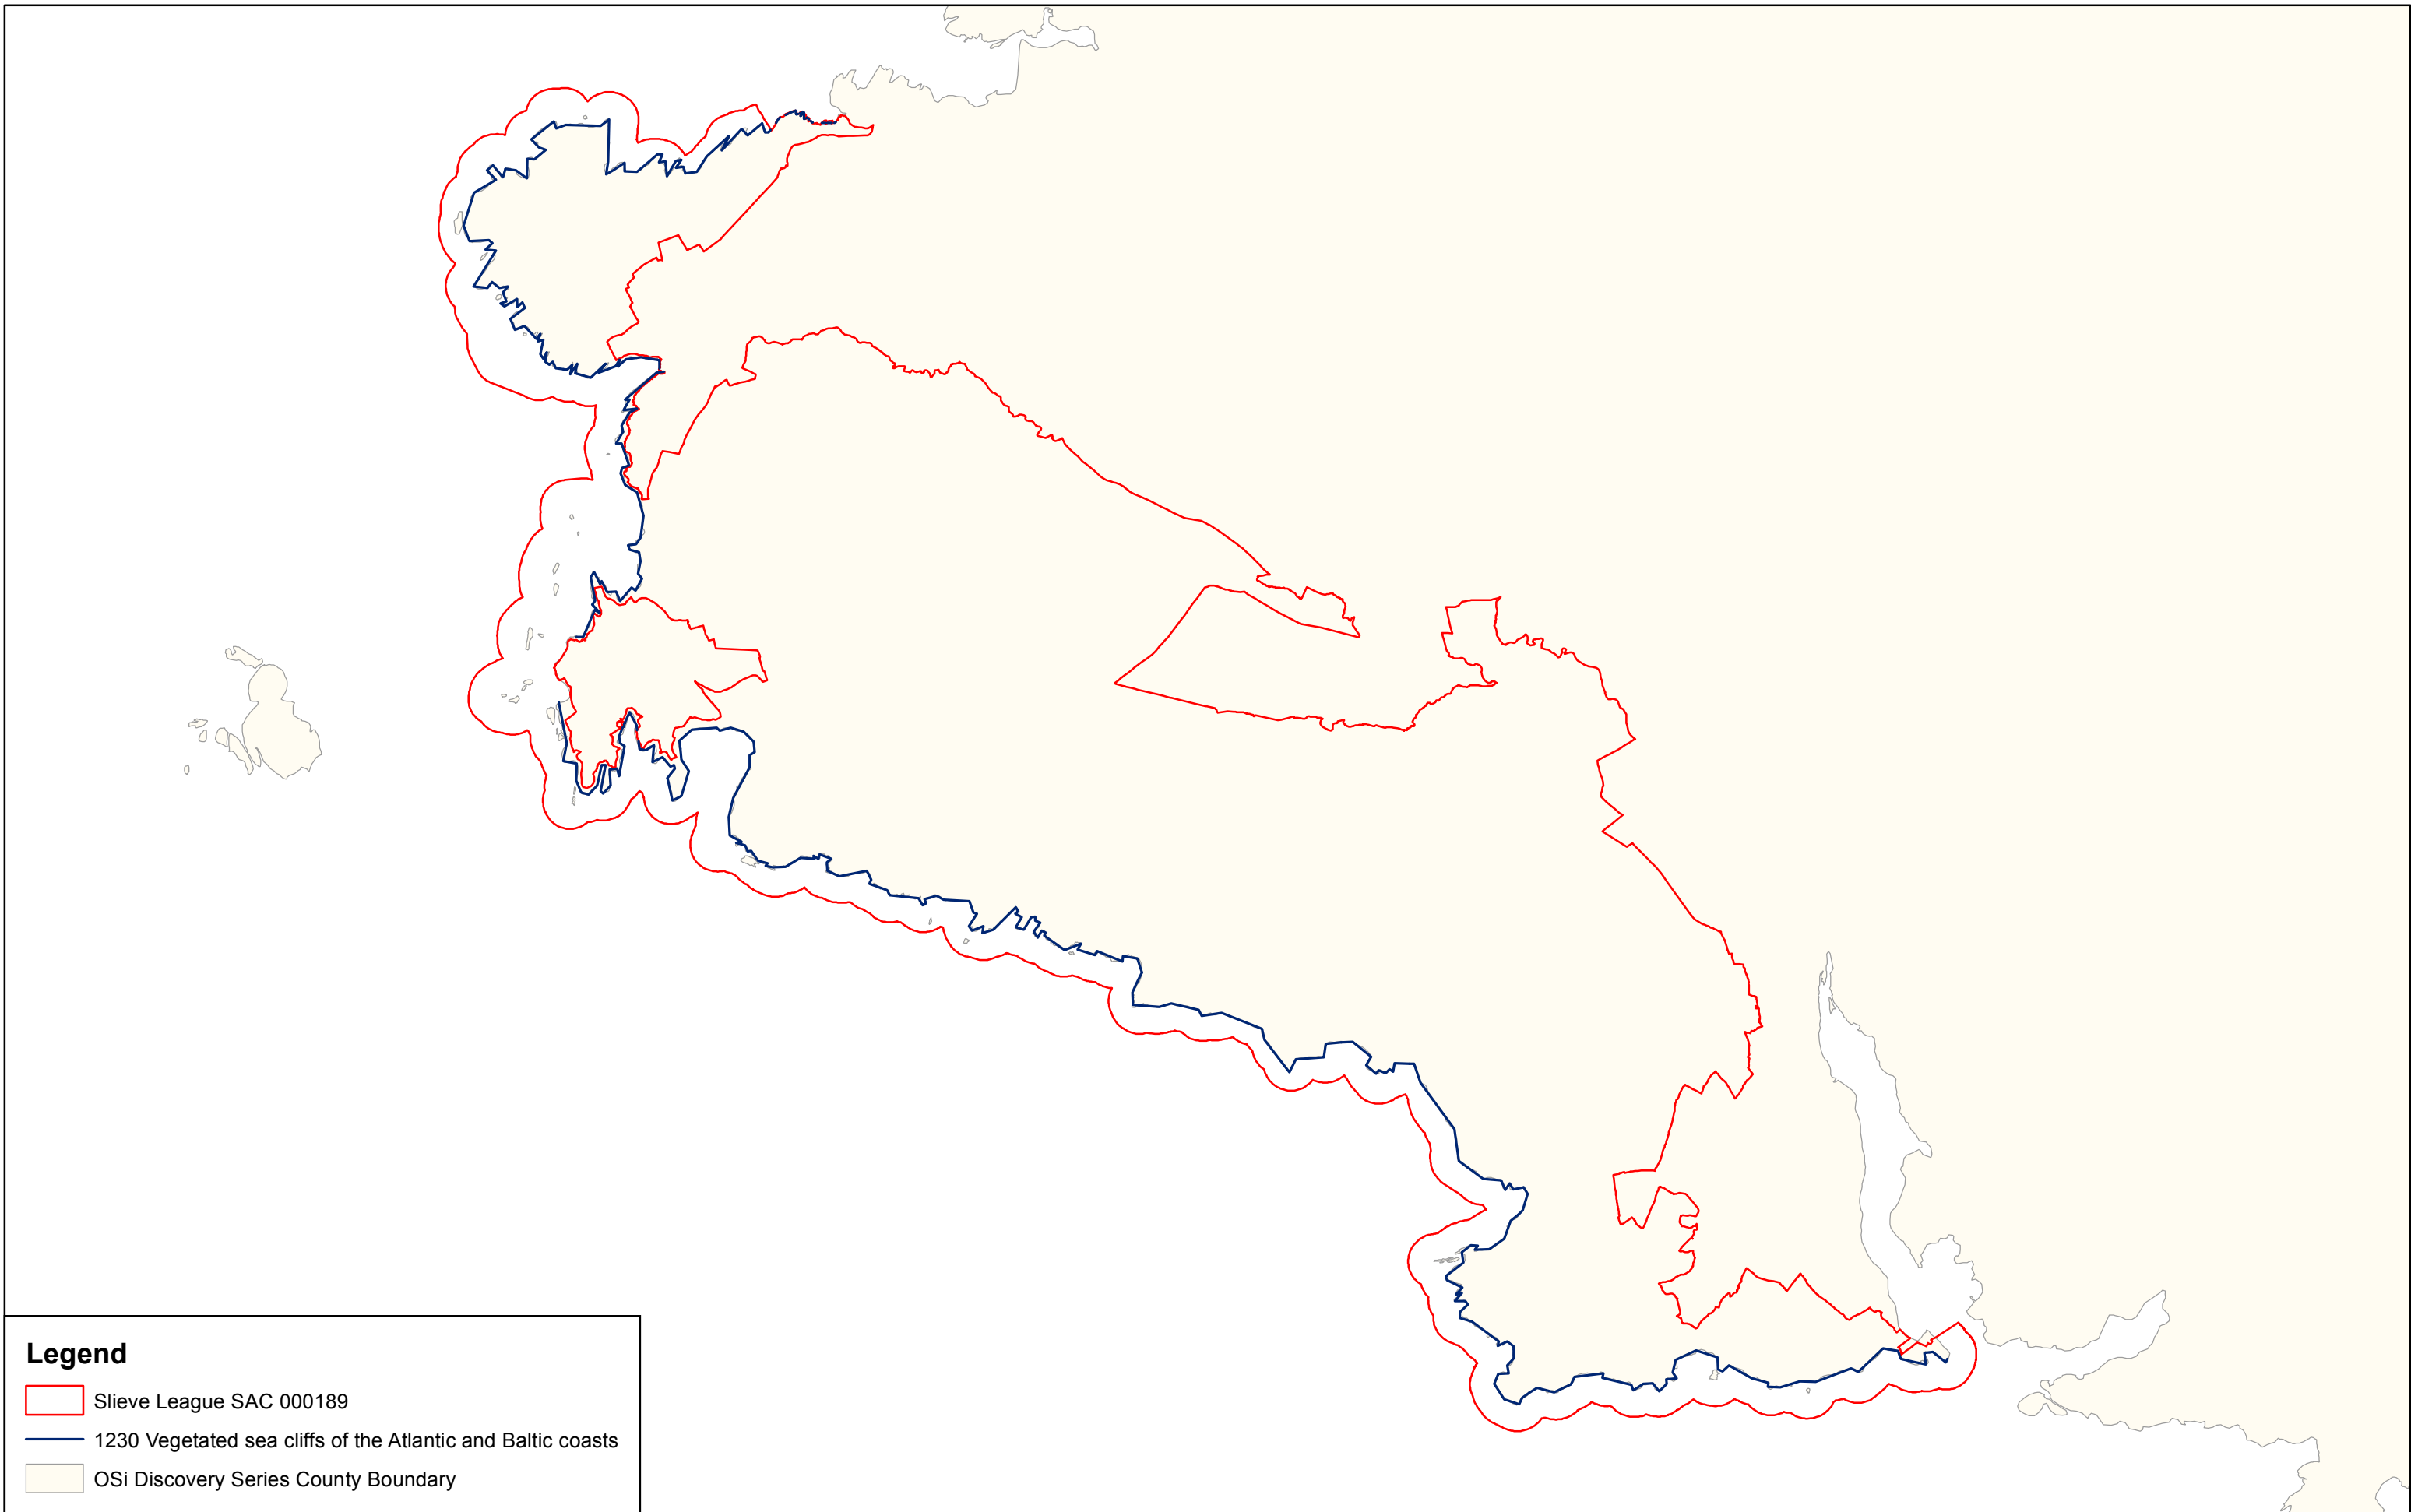 Legend
Slieve League SAC 000189
1230 Vegetated sea cliffs of the Atlantic and Baltic coasts
OSi Discovery Series County Boundary